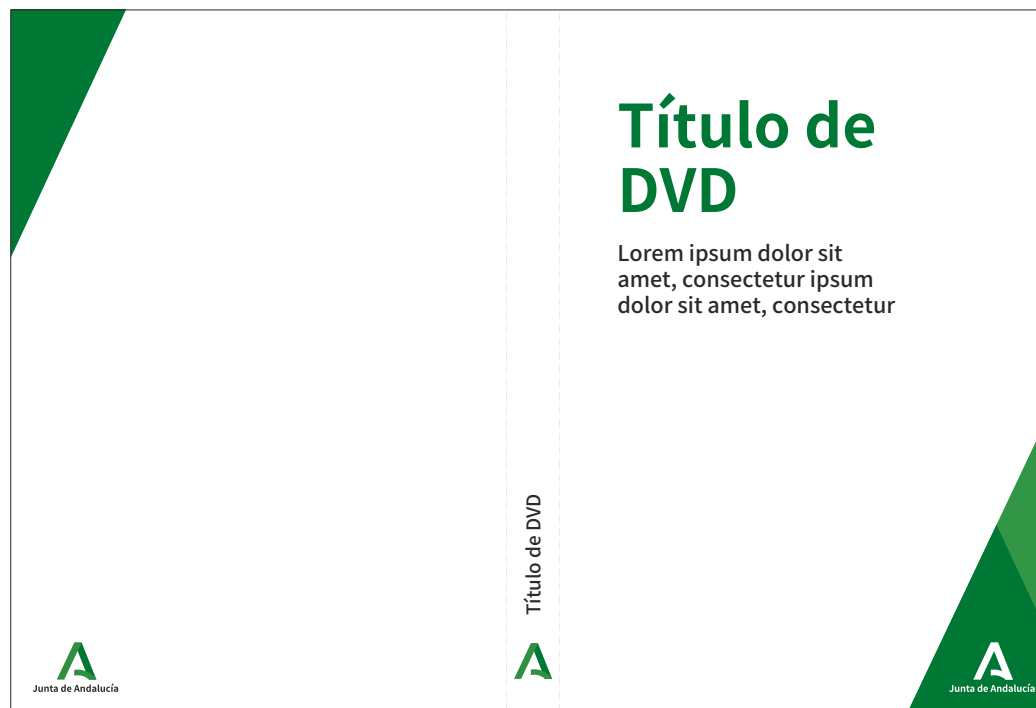 Título de
DVD
Lorem ipsum dolor sit
amet, consectetur ipsum
dolor sit amet, consectetur
Título de DVD
Junta de Andalucía
Junta de Andalucía